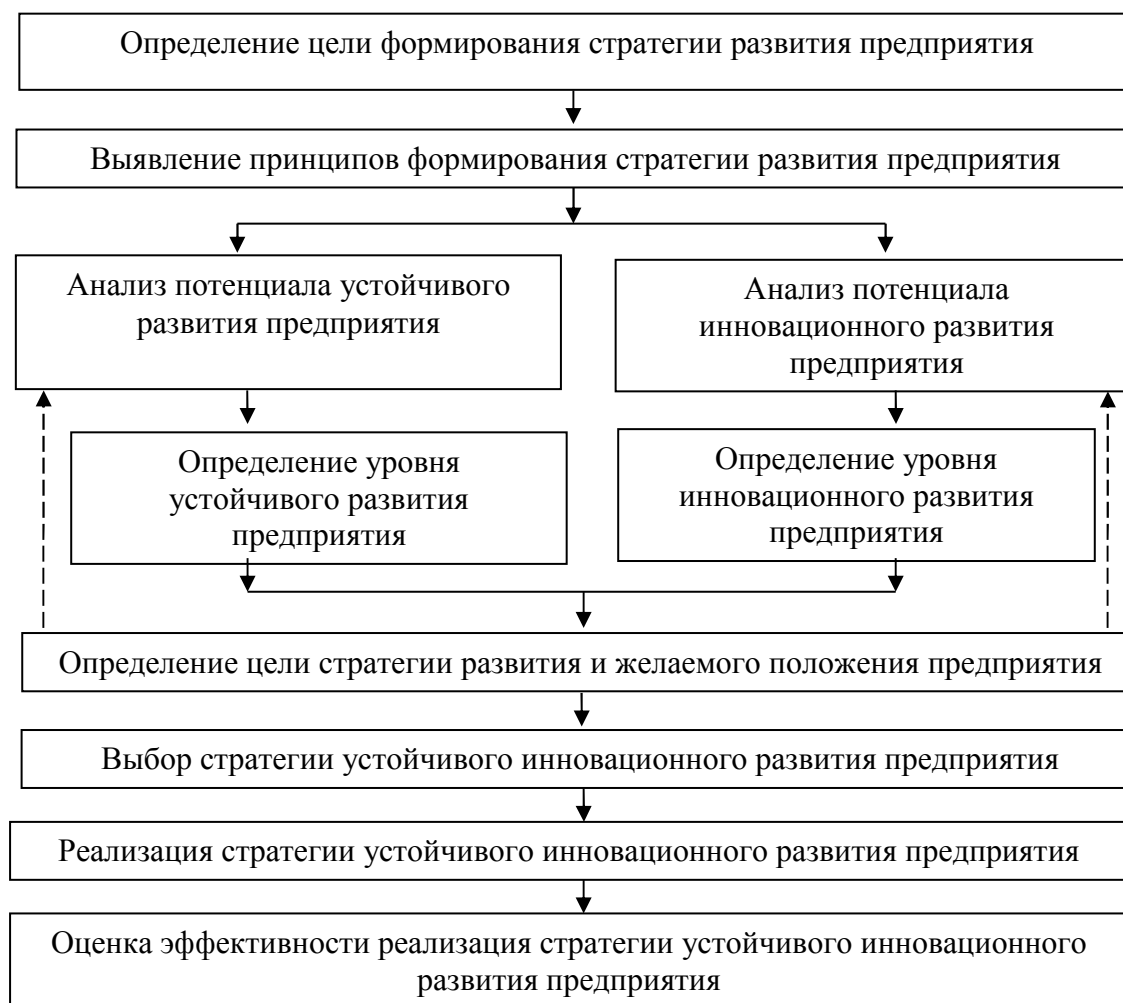 Определение цели формирования стратегии развития предприятия
Выявление принципов формирования стратегии развития предприятия
Анализ потенциала устойчивого
развития предприятия
Анализ потенциала
инновационного развития
предприятия
Определение уровня
устойчивого развития
предприятия
Определение уровня
инновационного развития
предприятия
Определение цели стратегии развития и желаемого положения предприятия
Выбор стратегии устойчивого инновационного развития предприятия
Реализация стратегии устойчивого инновационного развития предприятия
Оценка эффективности реализация стратегии устойчивого инновационного
развития предприятия